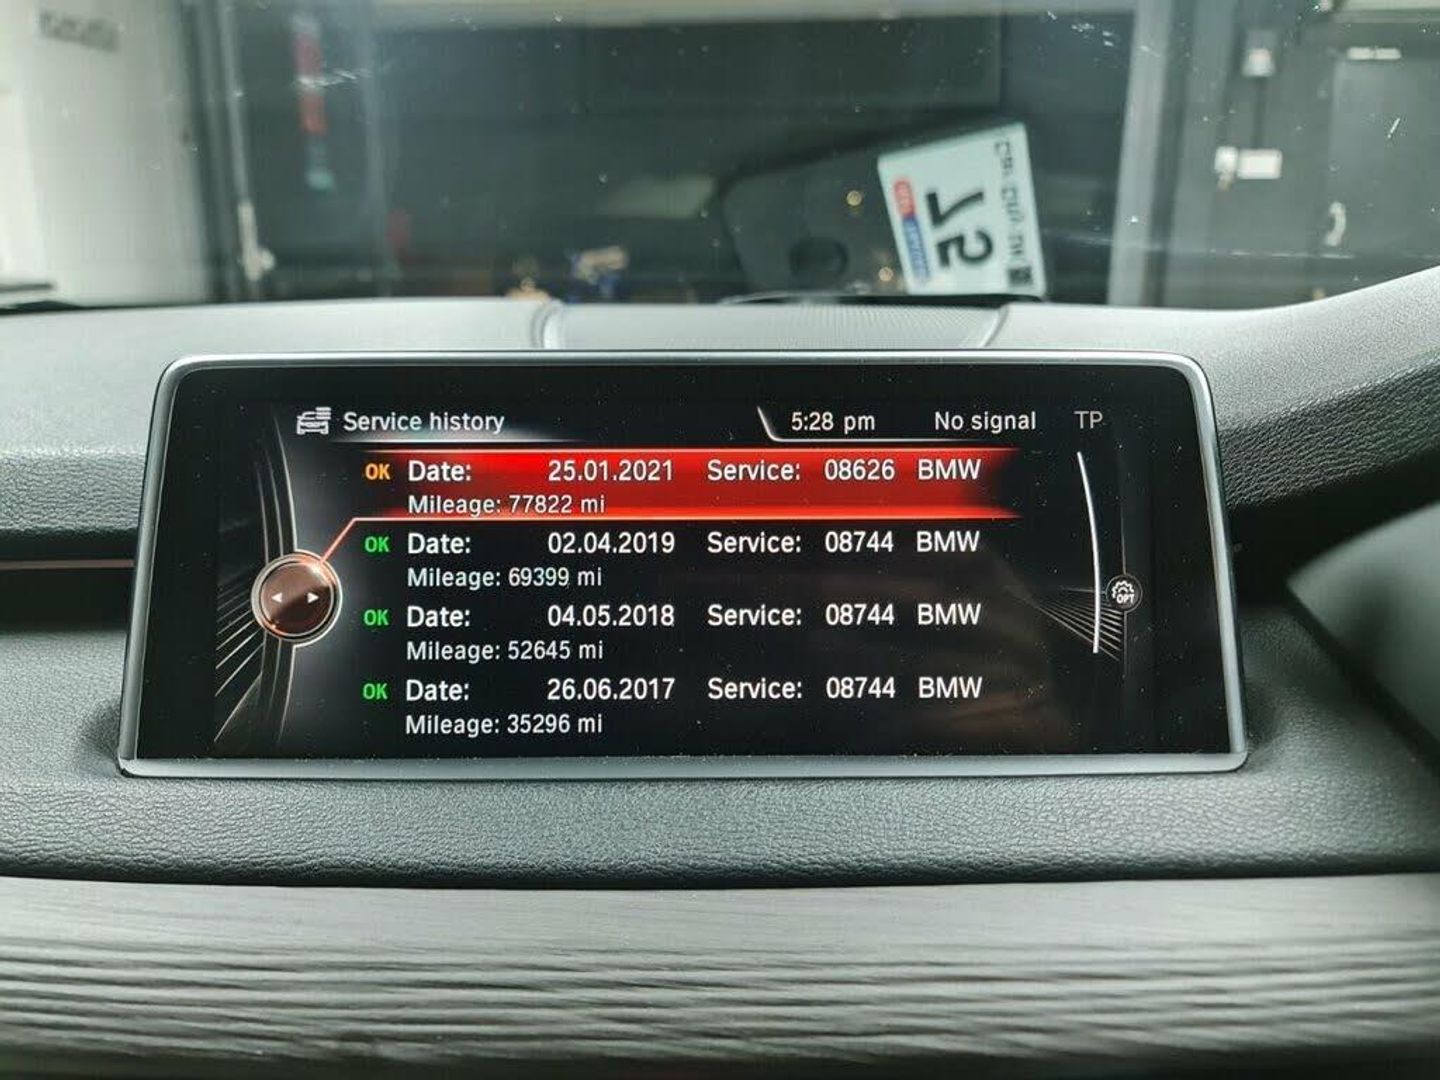 75
Service history 5:28 pm No signal TP
OK Date: 25.01.2021 Service: 08626 BMW
Mileage: 77822 mi
OK Date: 02.04.2019 Service: 08744 BMW
Mileage: 69399 mi
OK Date: 04.05.2018 Service: 08744 BMW
Mileage: 52645 mi
OPT
OK Date: 26.06.2017 Service: 08744 BMW
Mileage: 35296 mi